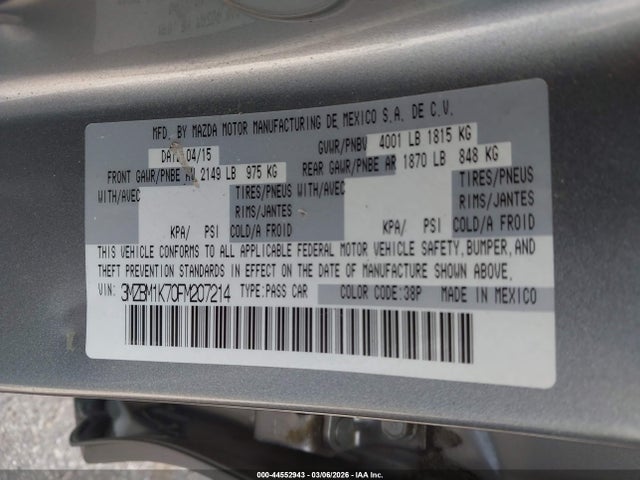 MFD. BY MAZDA MOTOR MANUFACTURING DE MEXICO S.A. DE C.V.
DAT: 04/15 GVWR/PNBV 4001 LB 1815 KG
FRONT GAWR/PNBE AV 2149 LB 975 KG REAR GAWR/PNBE AR 1870 LB 848 KG
WITH/AVEC TIRES/PNEUS WITH/AVEC TIRES/PNEUS
RIMS/JANTES RIMS/JANTES
KPA/ PSI COLD/A FROID KPA/ PSI COLD/A FROID
THIS VEHICLE CONFORMS TO ALL APPLICABLE FEDERAL MOTOR VEHICLE SAFETY, BUMPER, AND
THEFT PREVENTION STANDARDS IN EFFECT ON THE DATE OF MANUFACTURE SHOWN ABOVE.
VIN: 3MZBM1K70FM207214 TYPE:PASS CAR COLOR CODE:38P MADE IN MEXICO
000-44552943 | 03/06/2026 | IAA Inc.